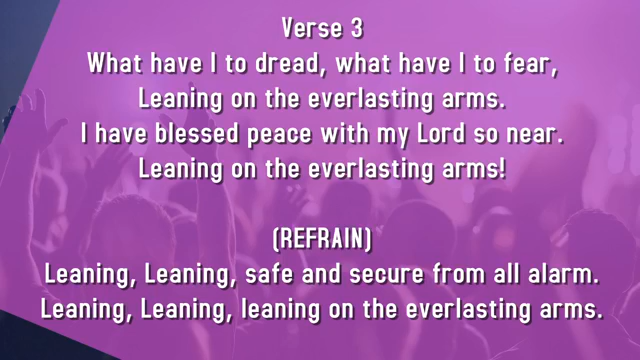 Verse 3
What have I to dread, what have I to fear,
Leaning on the everlasting arms.
I have blessed peace with my Lord so near.
Leaning on the everlasting arms!
(REFRAIN)
Leaning, Leaning, safe and secure from all alarm.
Leaning, Leaning, leaning on the everlasting arms.